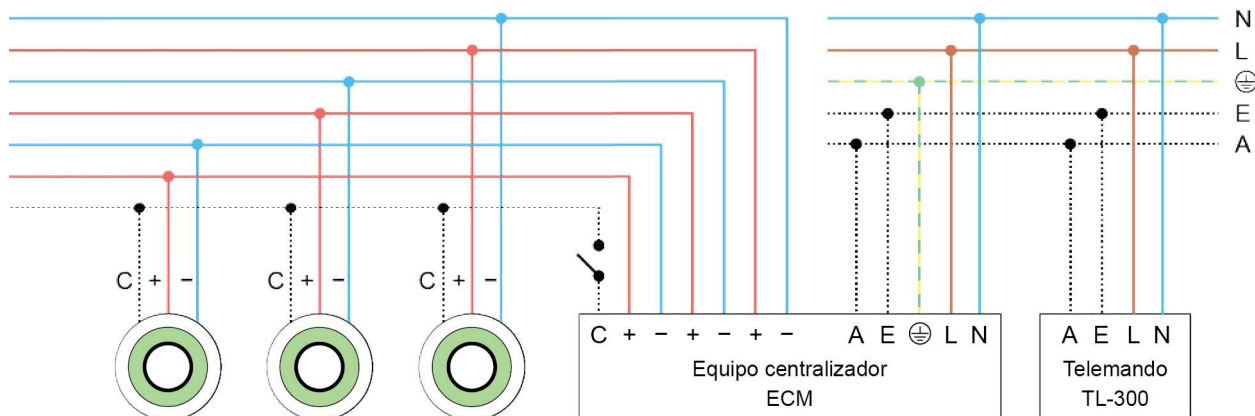 N
L
⏚
E
A
C + −
C + −
C + −
C + − + − + −
A E ⏚ L N
Equipo centralizador
ECM
A E L N
Telemando
TL-300